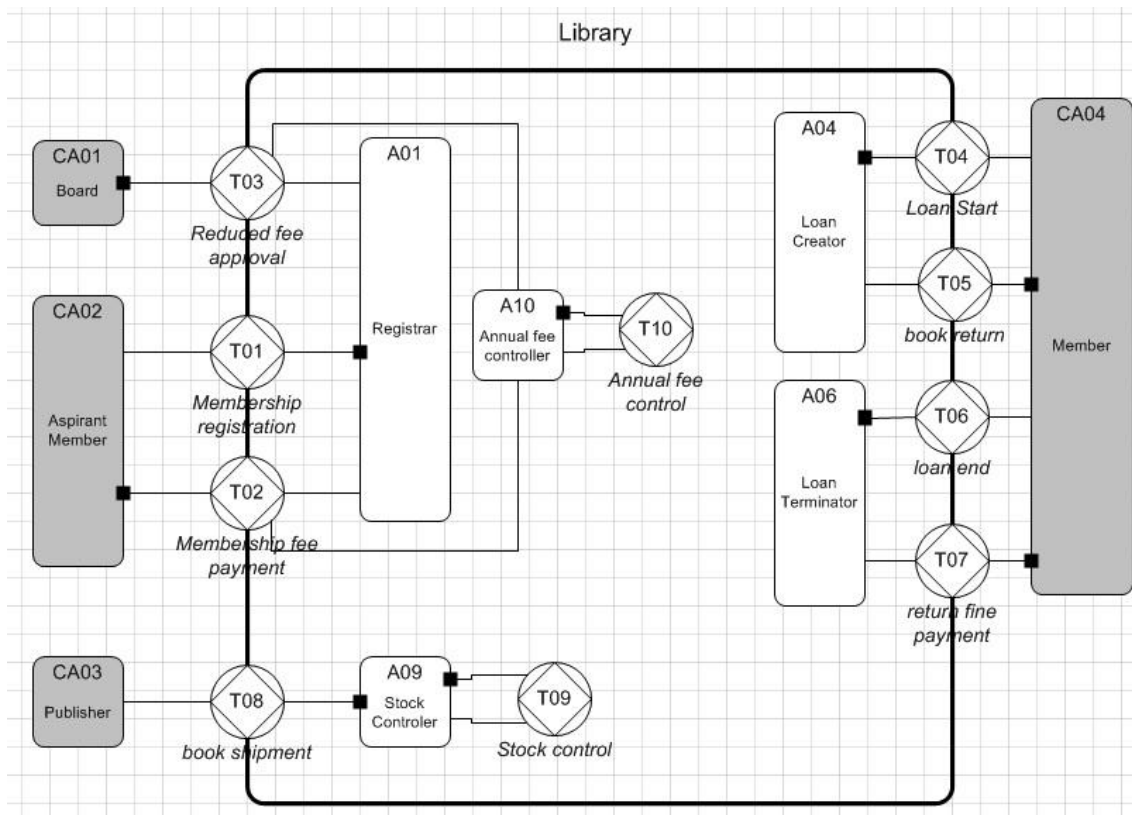 Library
CA01
Board
T03
Reduced fee
approval
A01
Registrar
CA02
Aspirant
Member
T01
Membership
registration
T02
Membership fee
payment
A10
Annual fee
controller
T10
Annual fee
control
CA03
Publisher
T08
book shipment
A09
Stock
Controler
T09
Stock control
A04
Loan
Creator
T04
Loan Start
T05
book return
A06
Loan
Terminator
T06
loan end
T07
return fine
payment
CA04
Member